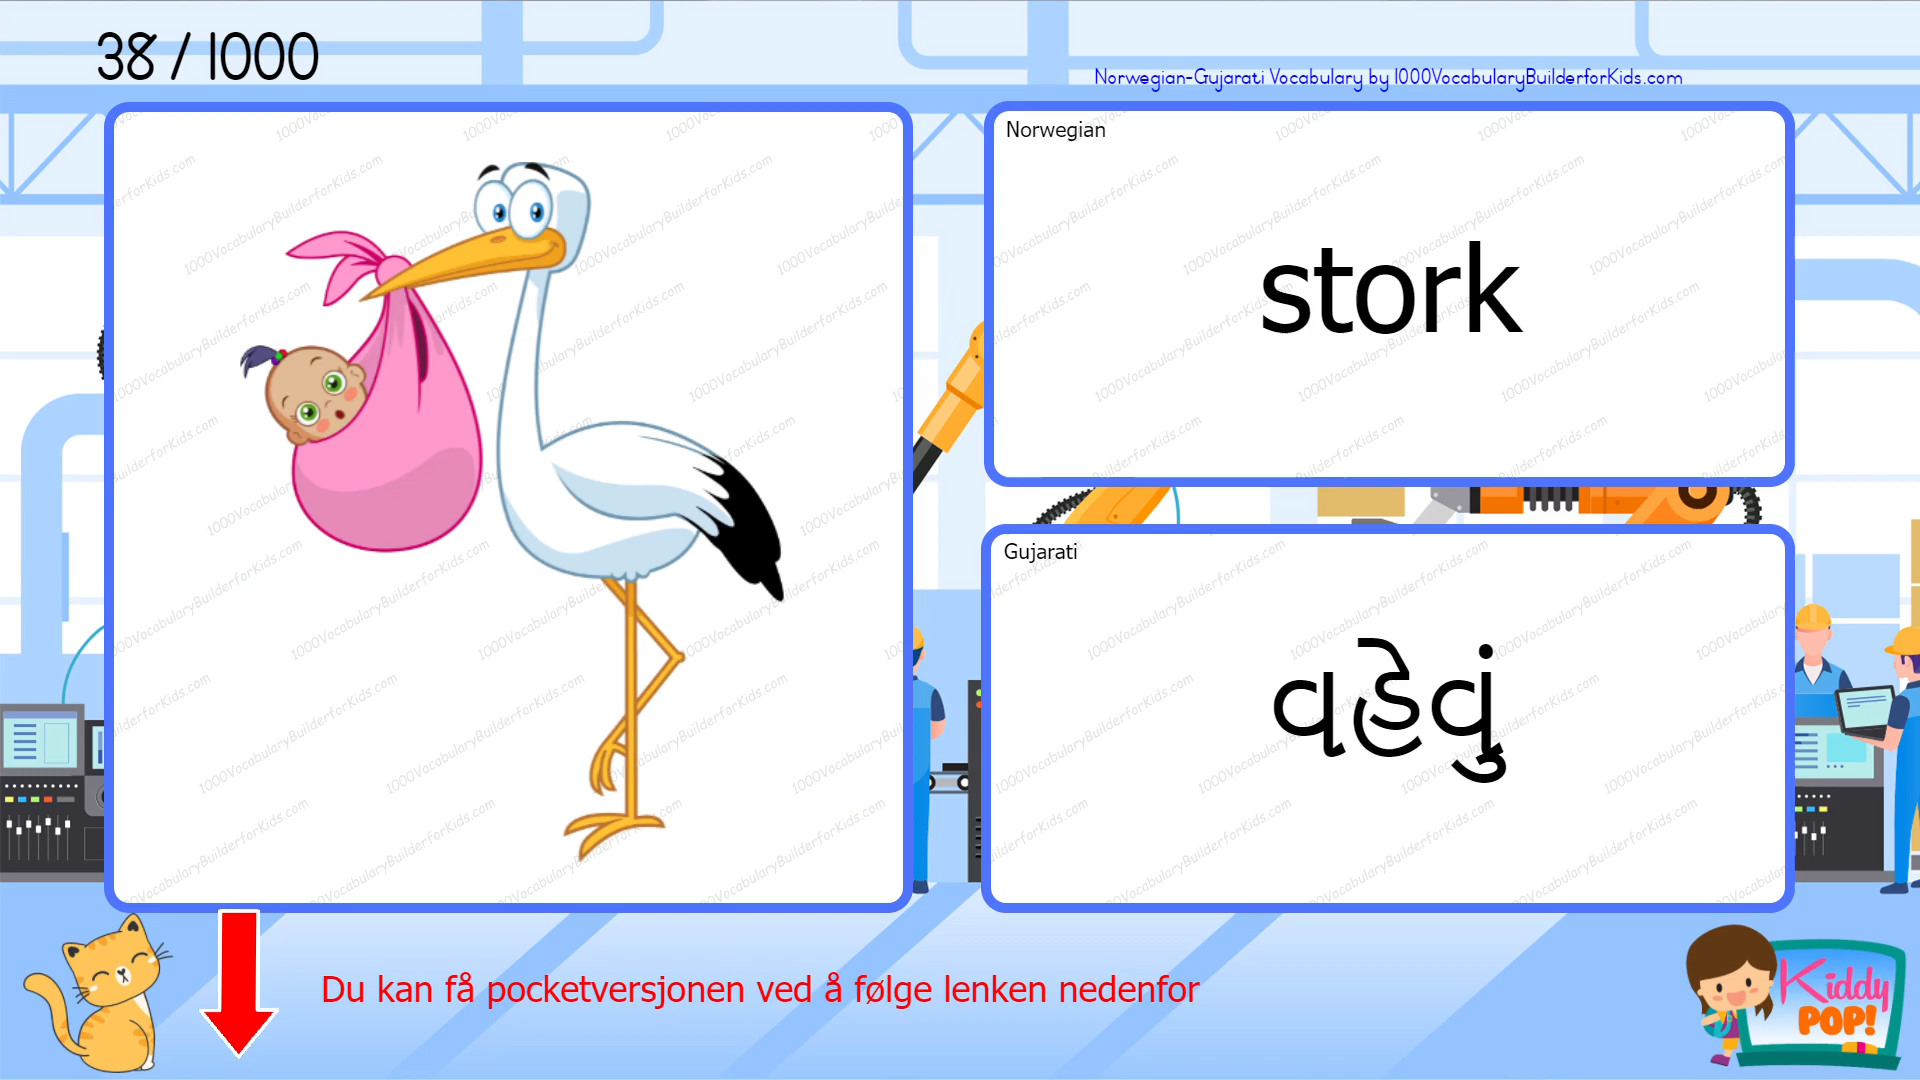 38 / 1000
Norwegian-Gujarati Vocabulary by 1000VocabularyBuilderforKids.com
Norwegian
stork
Gujarati
વહેવું
Du kan få pocketversjonen ved å følge lenken nedenfor
Kiddy
POP!